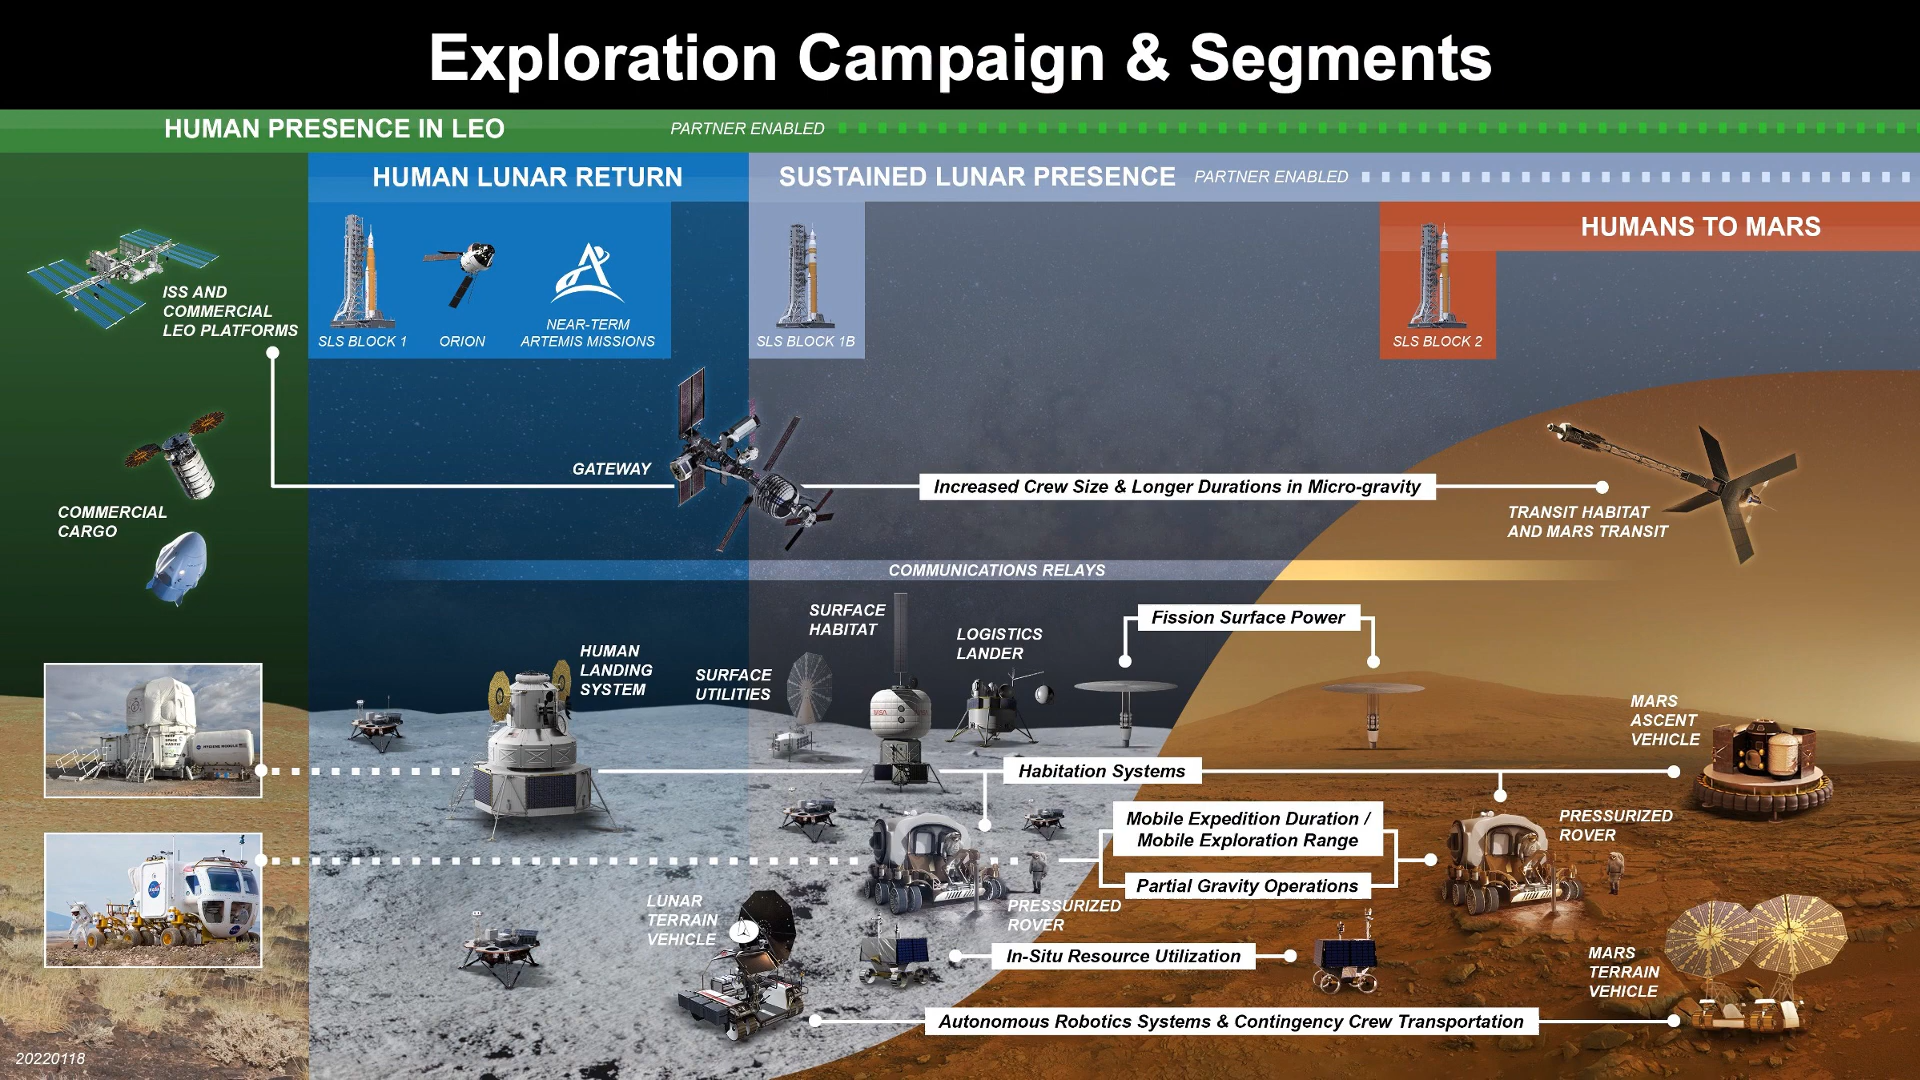 Exploration Campaign & Segments
HUMAN PRESENCE IN LEO
PARTNER ENABLED
HUMAN LUNAR RETURN
SUSTAINED LUNAR PRESENCE
PARTNER ENABLED
HUMANS TO MARS
ISS AND
COMMERCIAL
LEO PLATFORMS
SLS BLOCK 1
ORION
NEAR-TERM
ARTEMIS MISSIONS
SLS BLOCK 1B
SLS BLOCK 2
GATEWAY
Increased Crew Size & Longer Durations in Micro-gravity
TRANSIT HABITAT
AND MARS TRANSIT
COMMERCIAL
CARGO
COMMUNICATIONS RELAYS
SURFACE
HABITAT
Fission Surface Power
LOGISTICS
LANDER
HUMAN
LANDING
SYSTEM
SURFACE
UTILITIES
NASA
MARS
ASCENT
VEHICLE
Habitation Systems
Mobile Expedition Duration /
Mobile Exploration Range
PRESSURIZED
ROVER
Partial Gravity Operations
LUNAR
TERRAIN
VEHICLE
PRESSURIZED
ROVER
In-Situ Resource Utilization
MARS
TERRAIN
VEHICLE
Autonomous Robotics Systems & Contingency Crew Transportation
20220118